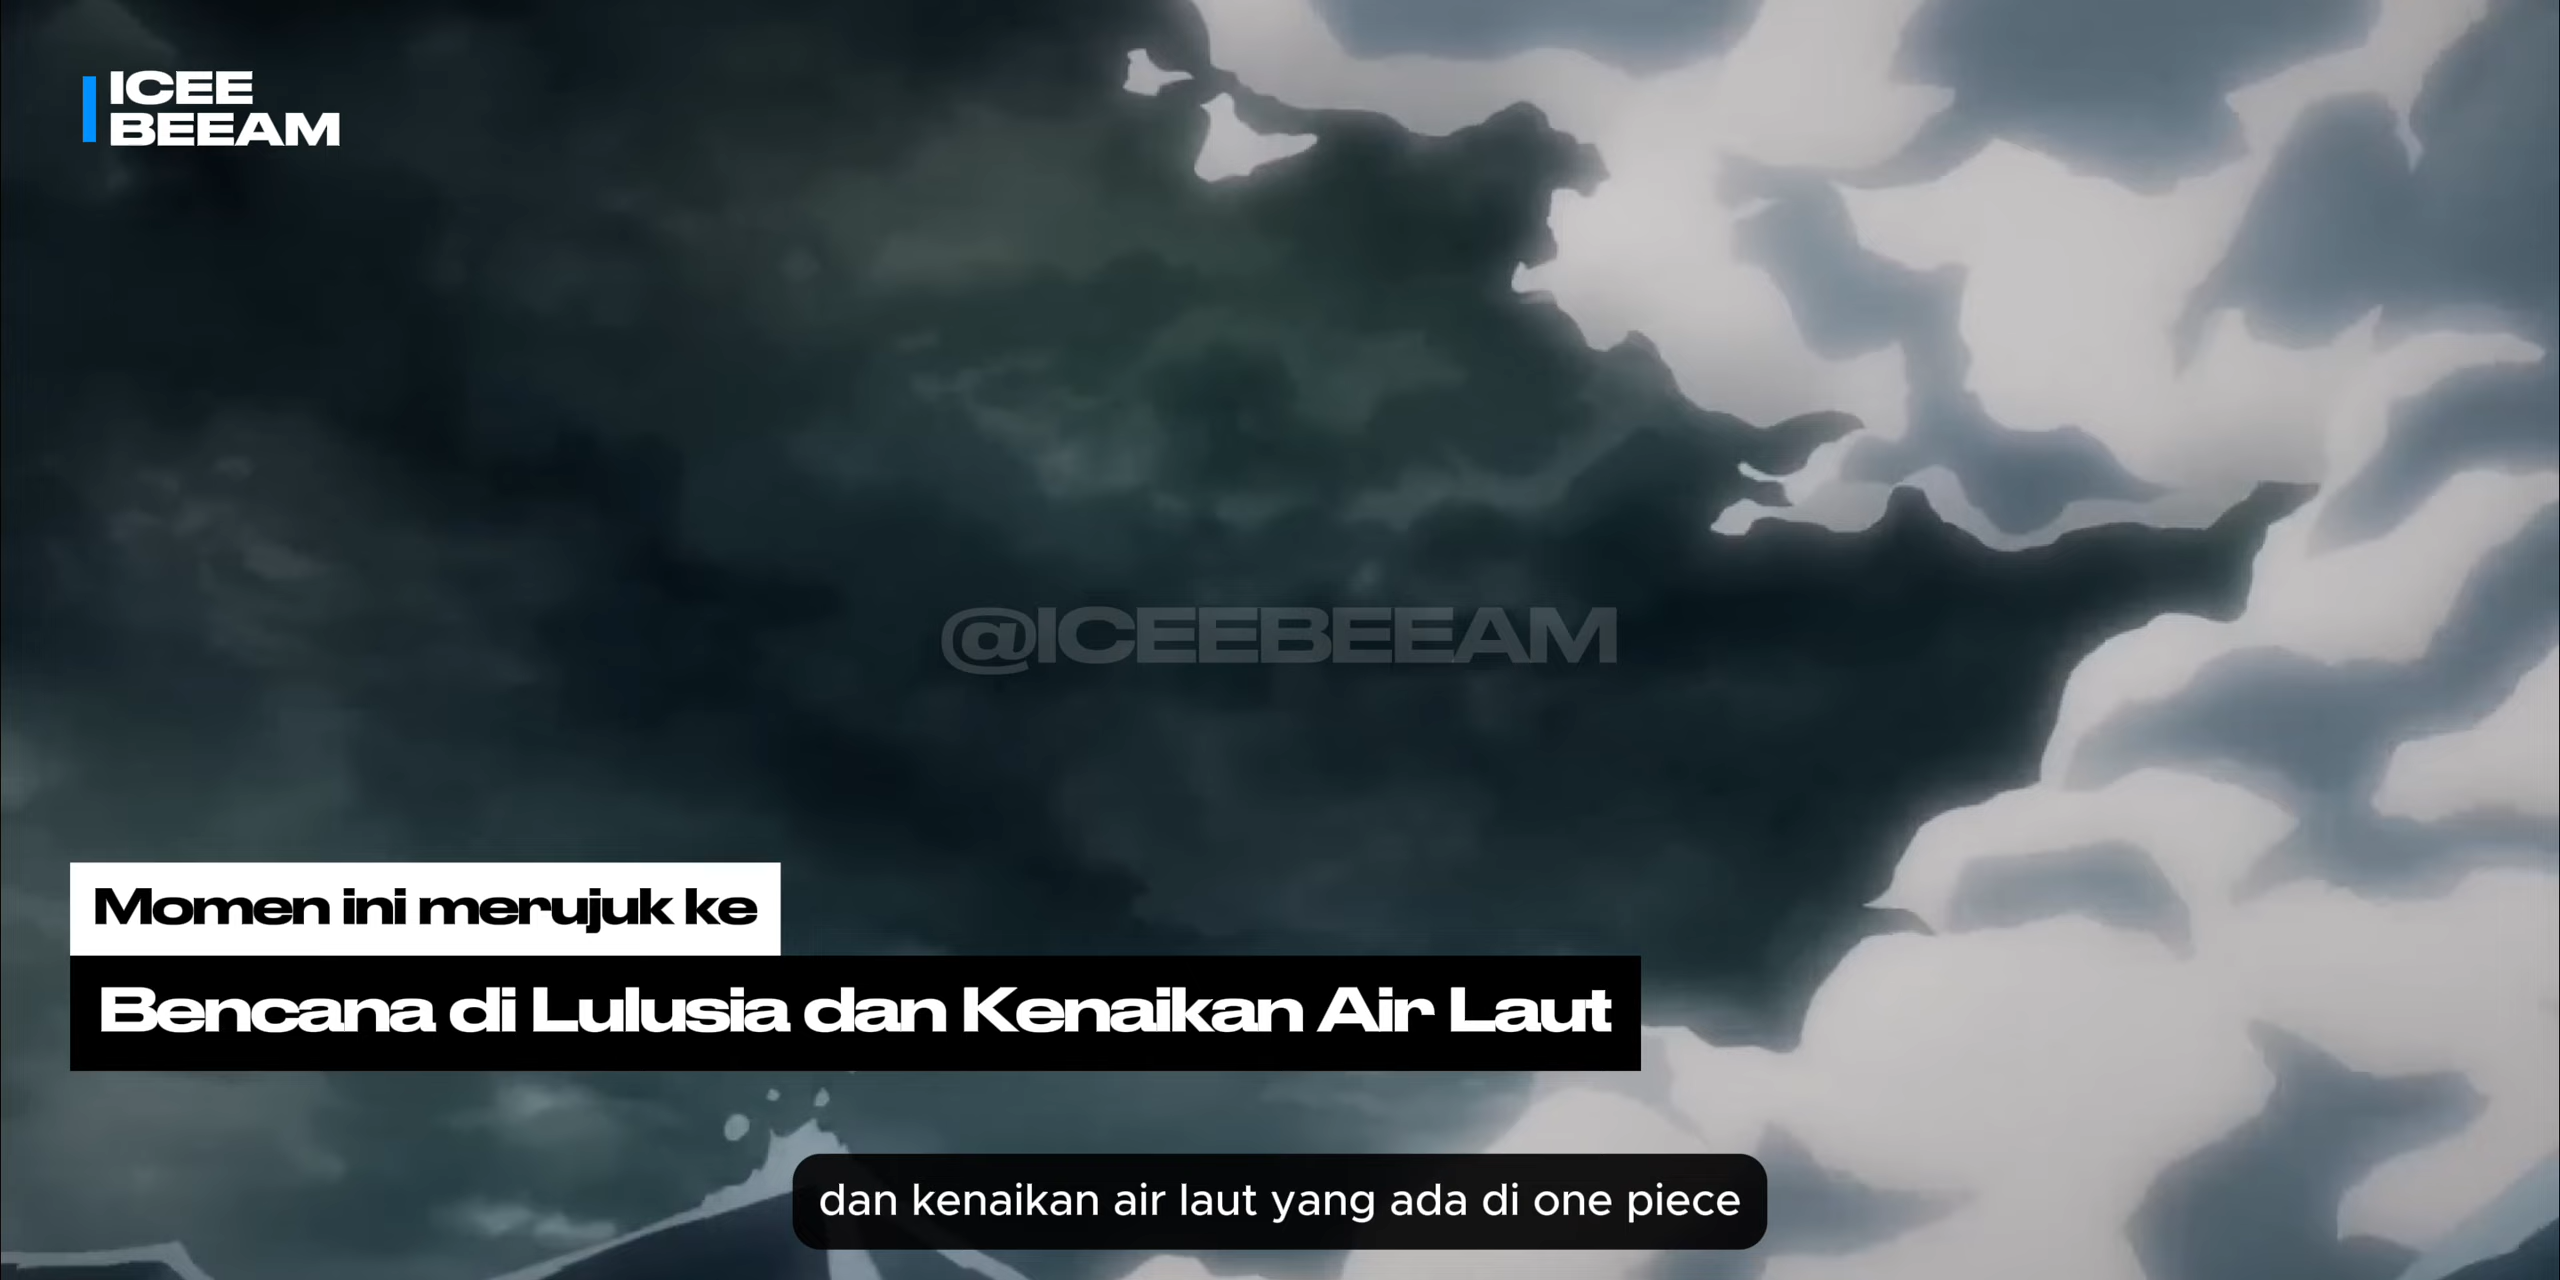 ICEE
BEEAM
@ICEEBEEAM
Momen ini merujuk ke
Bencana di Lulusia dan Kenaikan Air Laut
dan kenaikan air laut yang ada di one piece